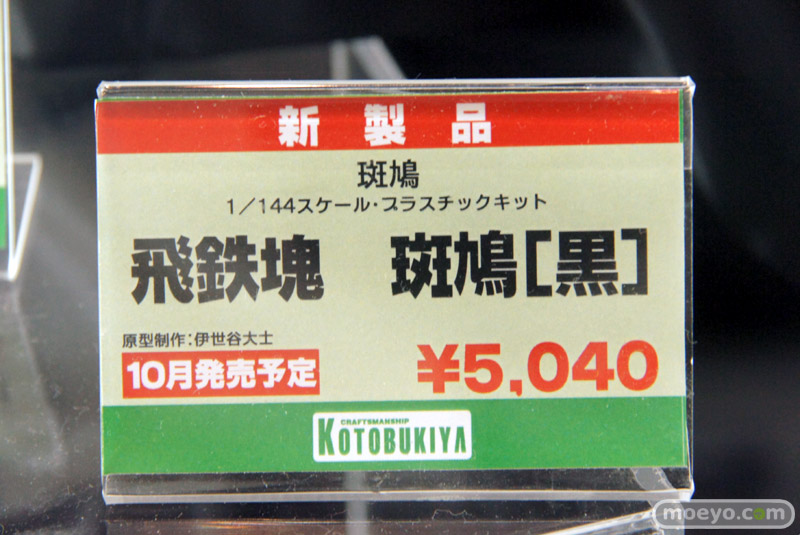 新製品
斑鳩
1/144スケール・プラスチックキット
飛鉄塊 斑鳩[黒]
原型制作:伊世谷大士
10月発売予定
¥5,040
CRAFTSMANSHIP
KOTOBUKIYA
moeyo.com